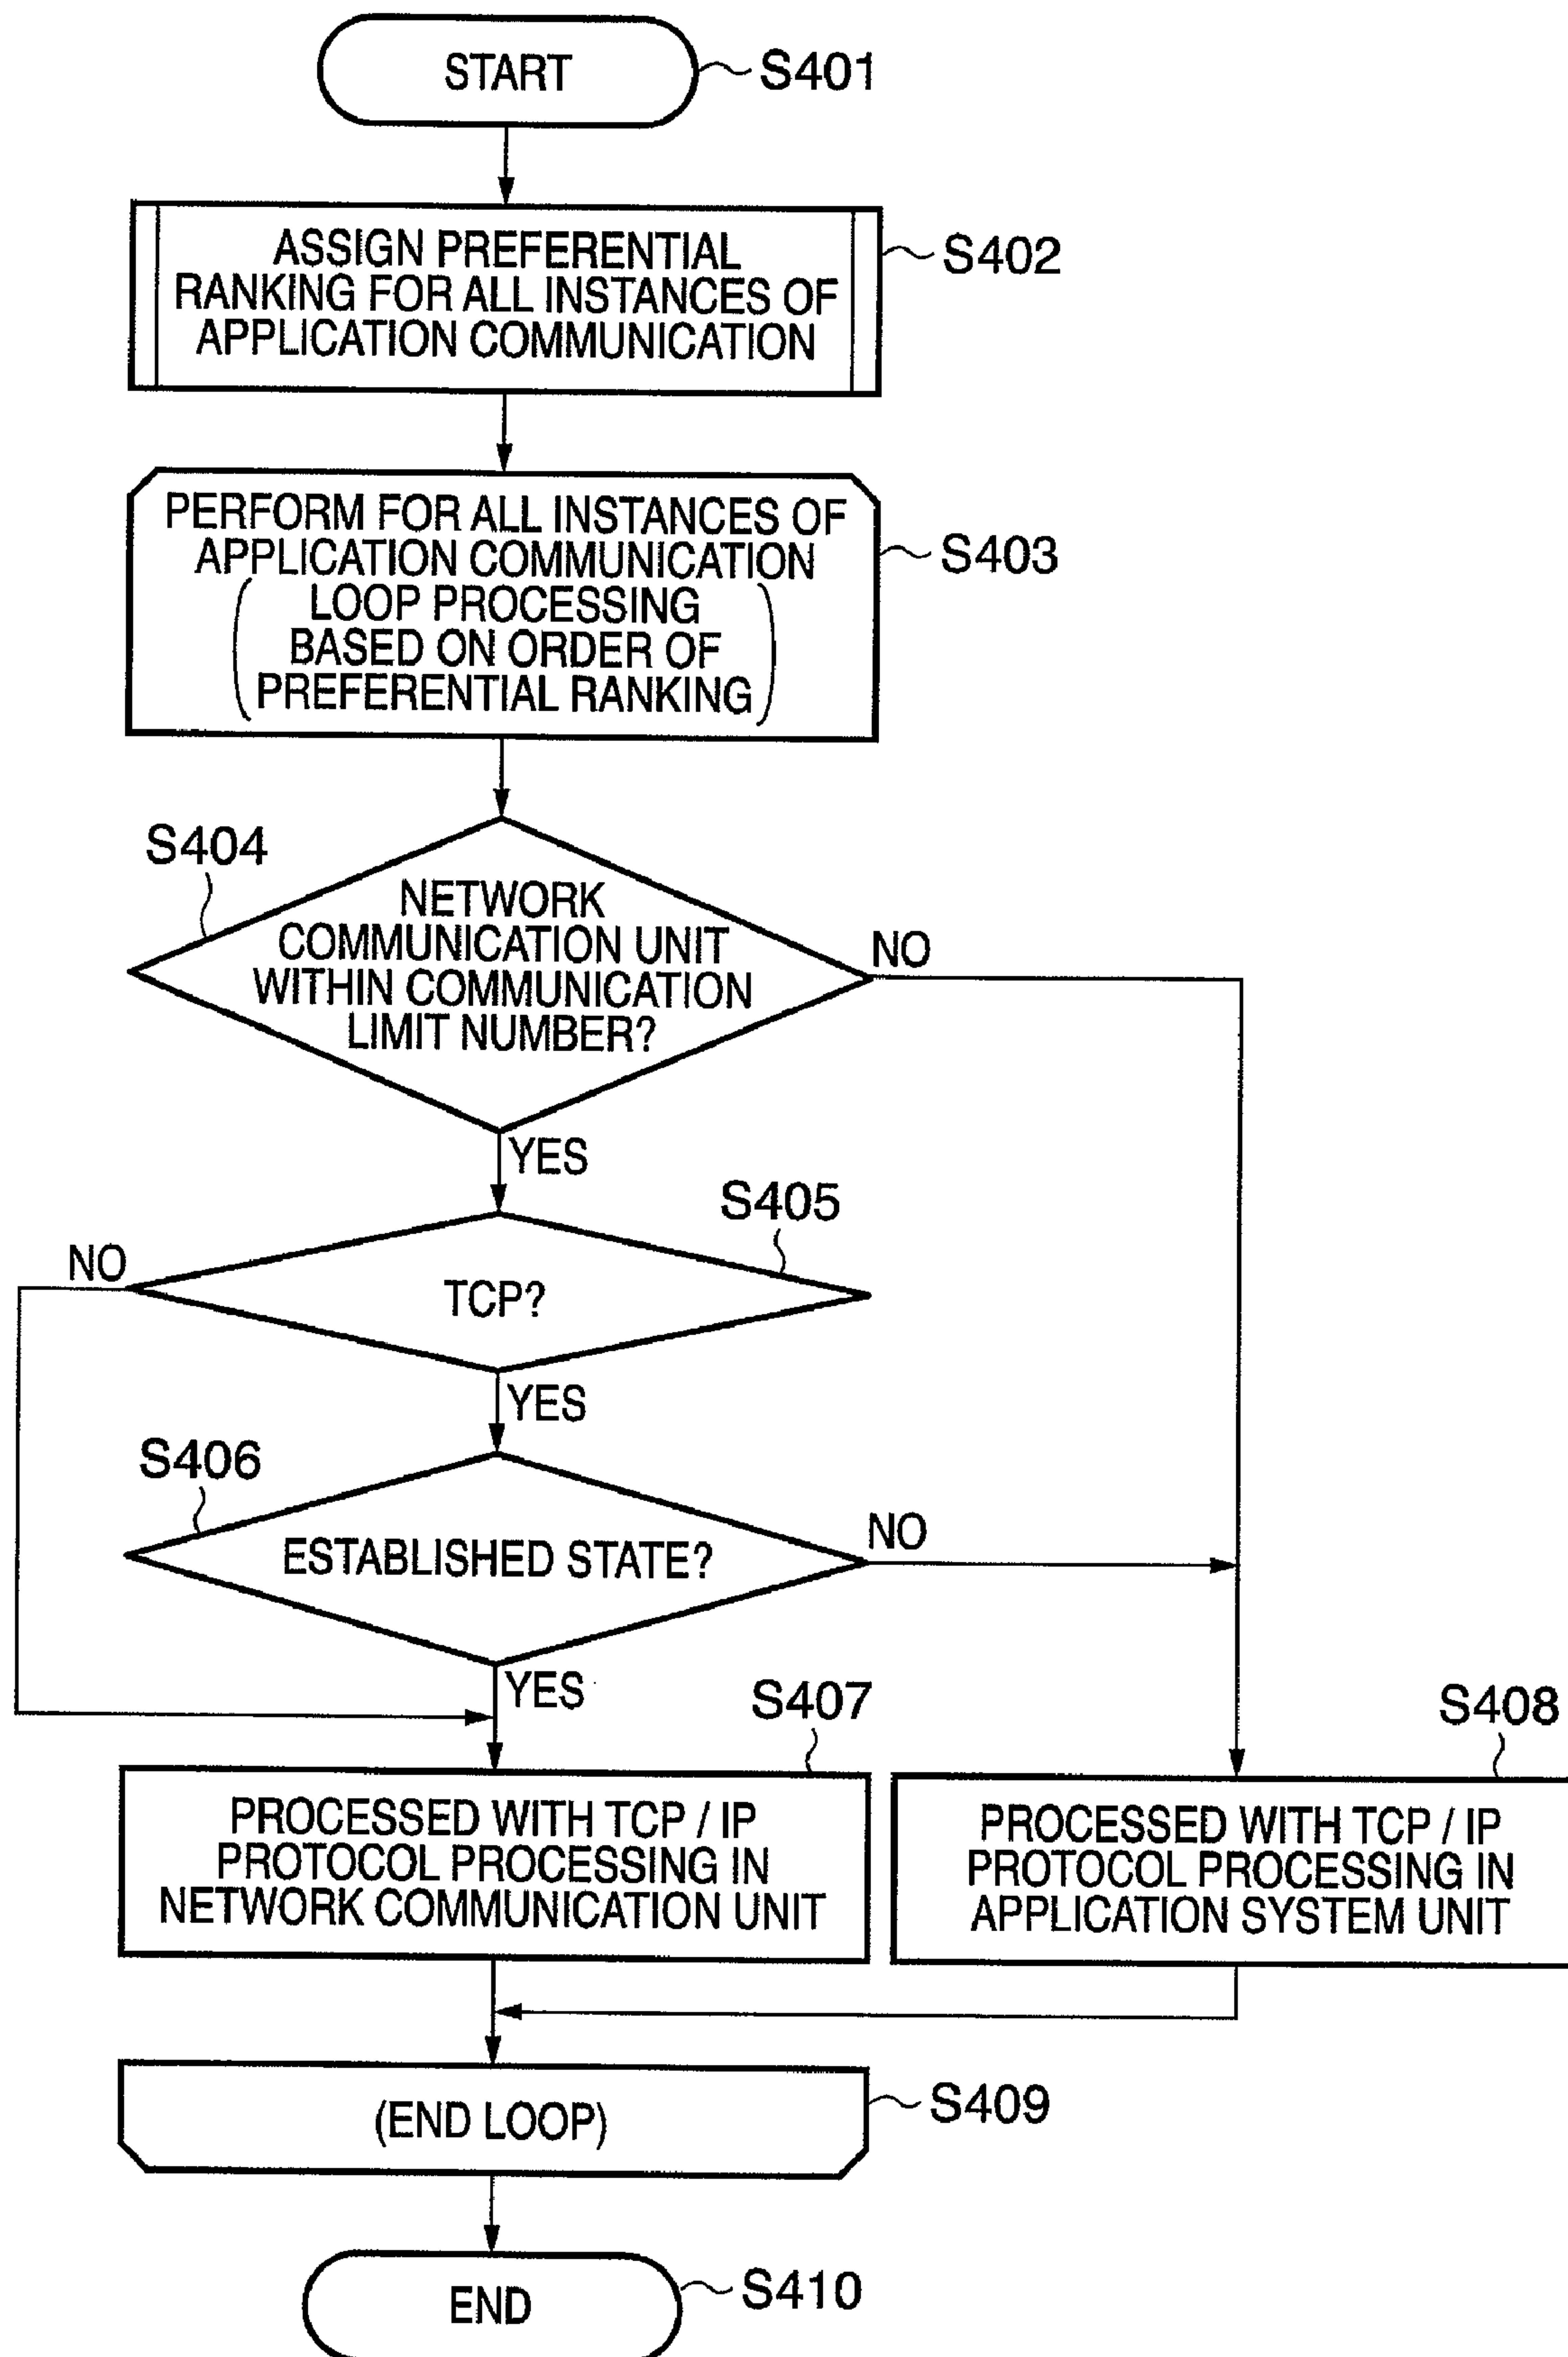 START
S401
ASSIGN PREFERENTIAL
RANKING FOR ALL INSTANCES OF
APPLICATION COMMUNICATION
S402
PERFORM FOR ALL INSTANCES OF
APPLICATION COMMUNICATION
(LOOP PROCESSING
BASED ON ORDER OF
PREFERENTIAL RANKING)
S403
S404
NETWORK
COMMUNICATION UNIT
WITHIN COMMUNICATION
LIMIT NUMBER?
NO
YES
S405
NO
TCP?
YES
S406
ESTABLISHED STATE?
NO
YES
S407
PROCESSED WITH TCP / IP
PROTOCOL PROCESSING IN
NETWORK COMMUNICATION UNIT
S408
PROCESSED WITH TCP / IP
PROTOCOL PROCESSING IN
APPLICATION SYSTEM UNIT
(END LOOP)
S409
END
S410